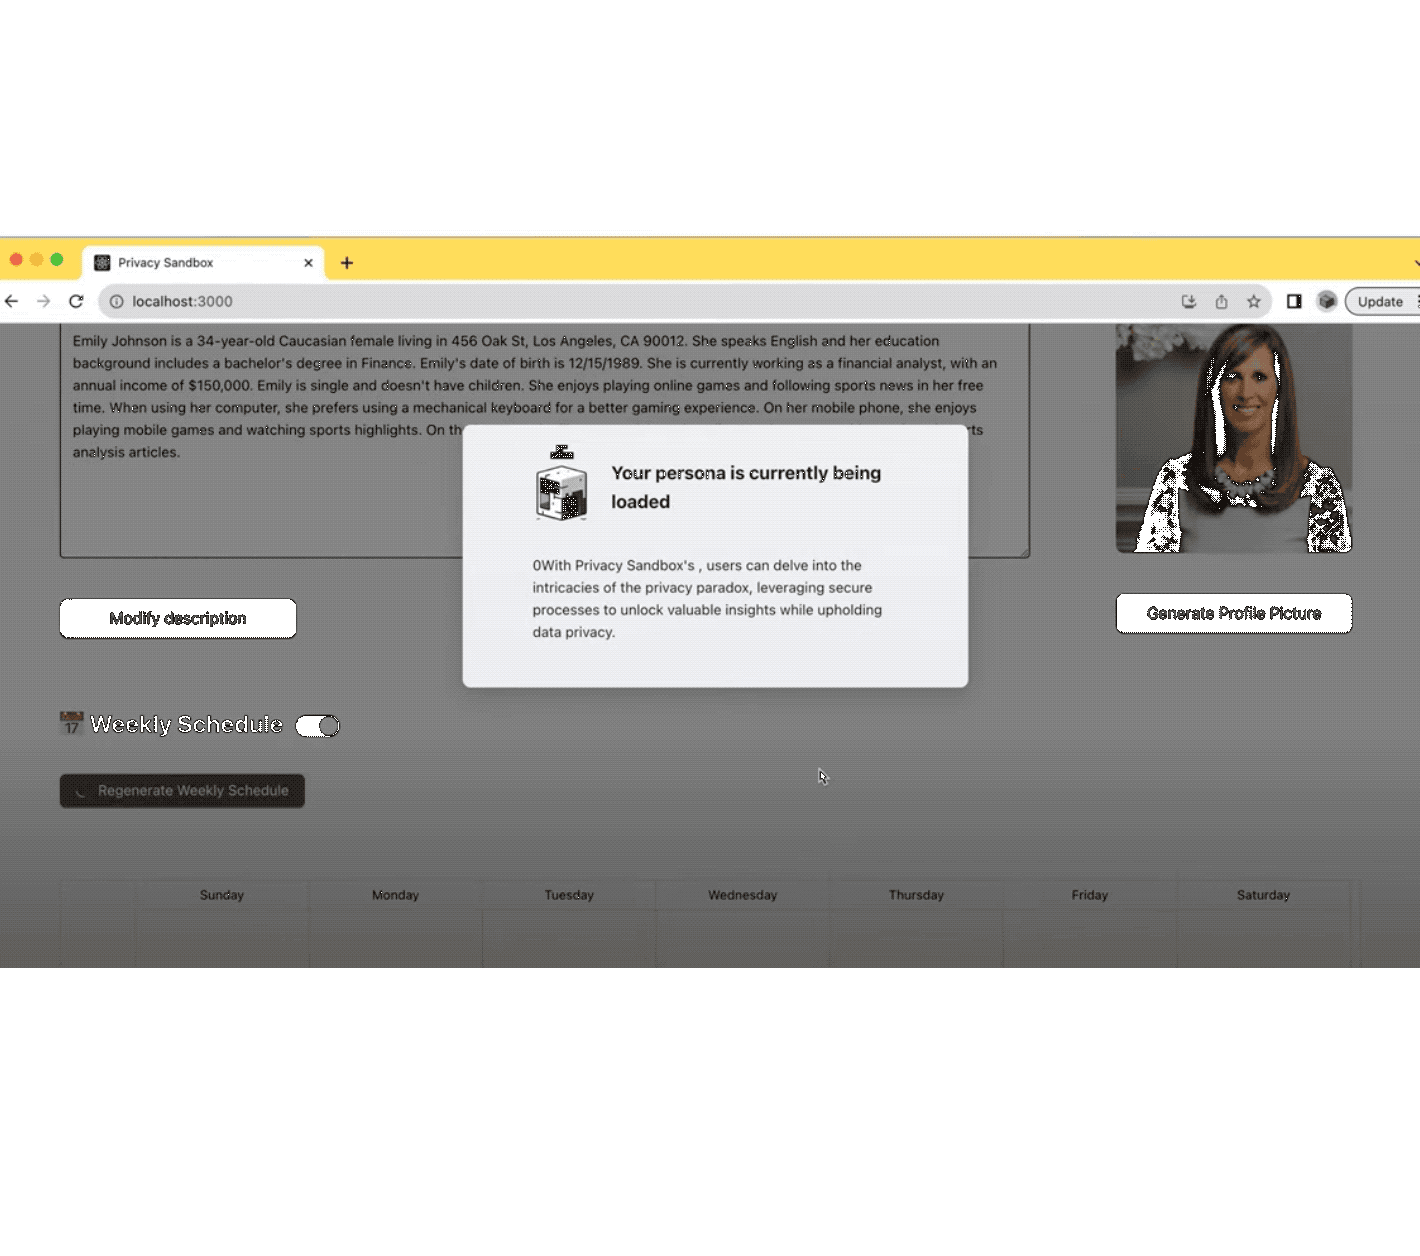 Privacy Sandbox
localhost:3000
Update
Emily Johnson is a 34-year-old Caucasian female living in 456 Oak St, Los Angeles, CA 90012. She speaks English and her education
background includes a bachelor's degree in Finance. Emily's date of birth is 12/15/1989. She is currently working as a financial analyst, with an
annual income of $150,000. Emily is single and doesn't have children. She enjoys playing online games and following sports news in her free
time. When using her computer, she prefers using a mechanical keyboard for a better gaming experience. On her mobile phone, she enjoys
playing mobile games and watching sports highlights. On
analysis articles.
Your persona is currently being
loaded
0With Privacy Sandbox's , users can delve into the
intricacies of the privacy paradox, leveraging secure
processes to unlock valuable insights while upholding
data privacy.
Modify description
Generate Profile Picture
17 Weekly Schedule
Regenerate Weekly Schedule
Sunday Monday Tuesday Wednesday Thursday Friday Saturday